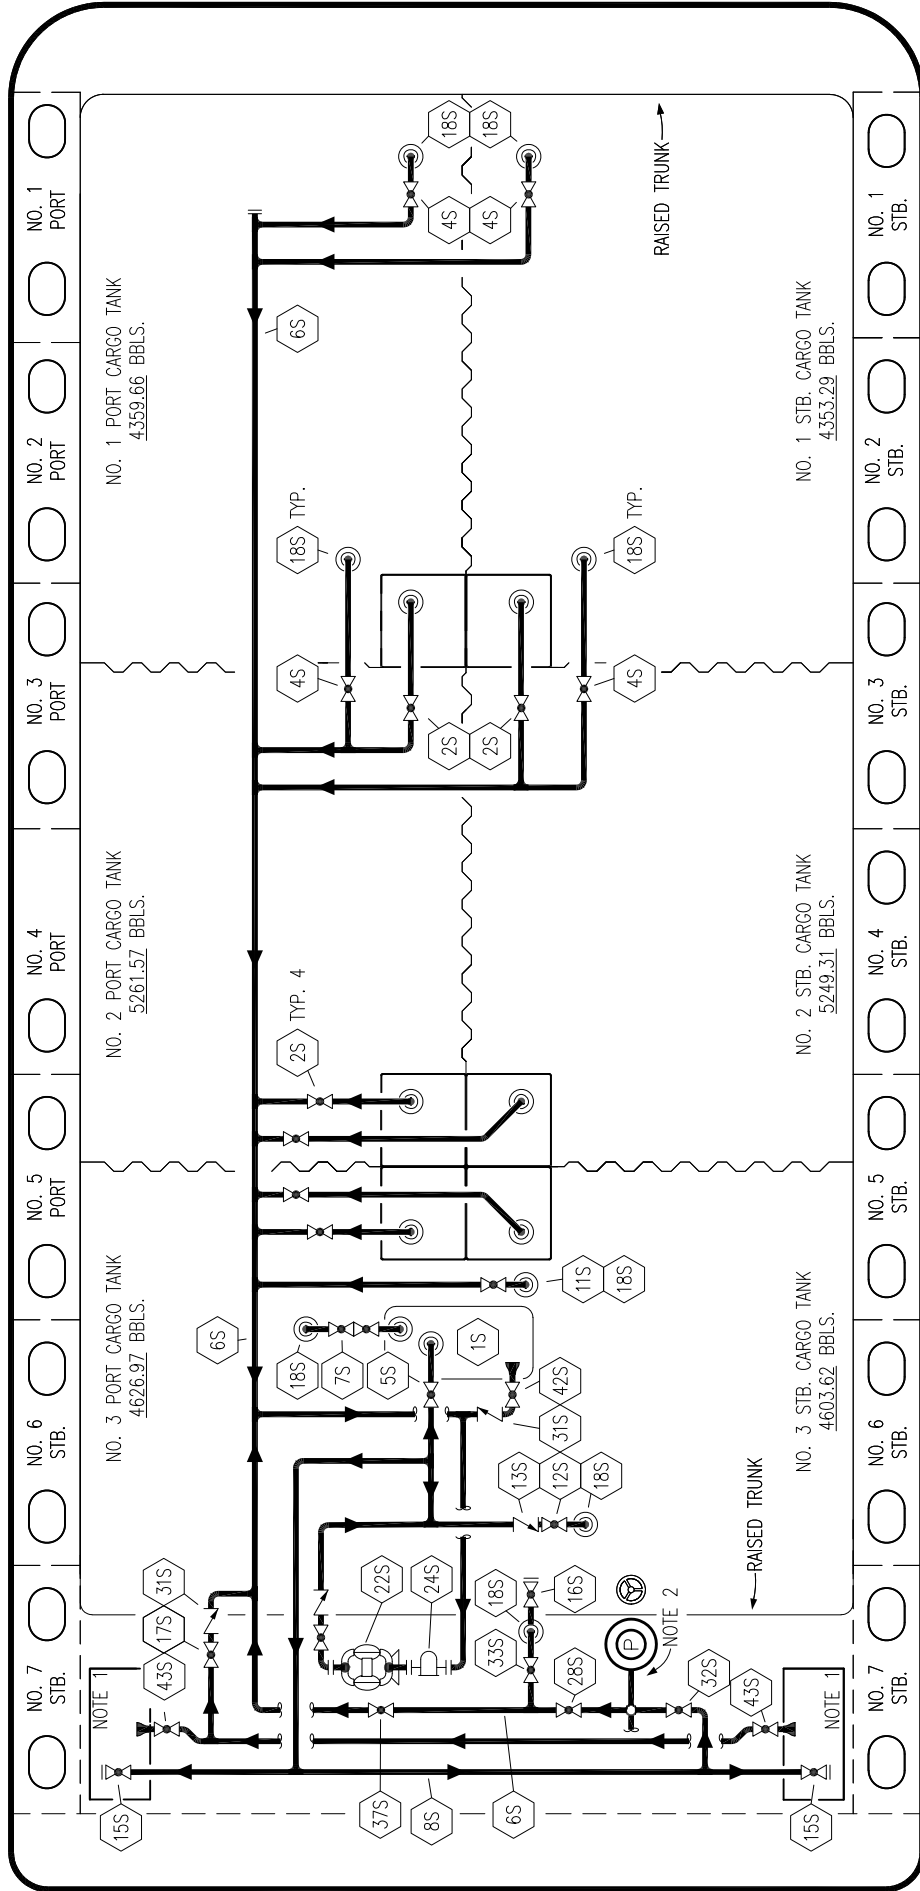 NO. 1
PORT
NO. 2
PORT
NO. 3
PORT
NO. 4
PORT
NO. 5
PORT
NO. 6
STB.
NO. 7
STB.
NO. 1 PORT CARGO TANK
4359.66 BBLS.
NO. 2 PORT CARGO TANK
5261.57 BBLS.
NO. 3 PORT CARGO TANK
4626.97 BBLS.
NOTE 1
15S
43S
17S
31S
6S
6S
2S
TYP. 4
4S
18S
TYP.
18S
18S
4S
4S
2S
2S
4S
18S
TYP.
RAISED TRUNK
11S
18S
18S
7S
5S
1S
42S
31S
13S
12S
18S
22S
24S
18S
16S
33S
28S
P
NOTE 2
32S
43S
37S
8S
6S
15S
NOTE 1
RAISED TRUNK
NO. 1 STB. CARGO TANK
4353.29 BBLS.
NO. 2 STB. CARGO TANK
5249.31 BBLS.
NO. 3 STB. CARGO TANK
4603.62 BBLS.
NO. 1
STB.
NO. 2
STB.
NO. 3
STB.
NO. 4
STB.
NO. 5
STB.
NO. 6
STB.
NO. 7
STB.